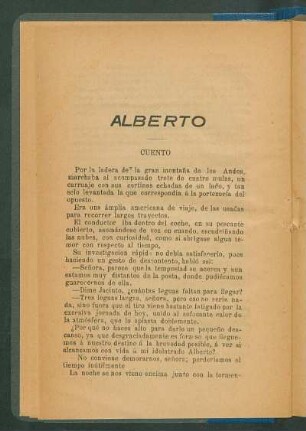 ALBERTO
CUENTO
Por la ladera de la gran montaña de los Andes,
marchaba al acompasado trote de cuatro mulas, un
carruaje con sus cortinas echadas de un lado, y tan
solo levantada la que correspondía á la portezuela del
opuesto.
Era una ámplia americana de viaje, de las usadas
para recorrer largos trayectos.
El conductor iba dentro del coche, en su pescante
cubierto, asomándose de vez en cuando, escudriñando
las nubes, con curiosidad, como si abrigase algun te-
mor con respecto al tiempo.
Su investigacion rápida no debía satisfacerle, pues
haciendo un gesto de descontento, habló así:
—Señora, parece que la tempestad se acerca y aun
estamos muy distantes de la posta, donde podríamos
guarecernos de ella.
—Dime Jacinto, ¿cuántas leguas faltan para llegar?
—Tres leguas largas, señora, pero eso no sería na-
da, sino fuera que el tiro viene bastante fatigado por la
excesiva jornada de hoy, unido al sofocante calor de
la atmósfera, que la aplasta doblemente.
¿Por qué no haces alto para darle un pequeño des-
canso, ya que desgraciadamente es forzoso que llegue-
mos á nuestro destino á la brevedad posible, á ver si
alcanzamos con vida á mi idolatrado Alberto?
No conviene demorarnos, señora; perderíamos el
tiempo inútilmente
La noche se nos viene encima junto con la tormen-